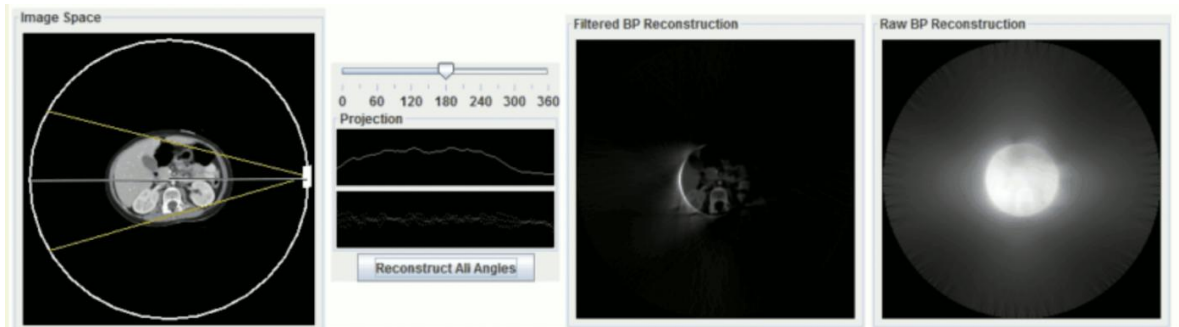 Image Space
0 60 120 180 240 300 360
Projection
Reconstruct All Angles
Filtered BP Reconstruction
Raw BP Reconstruction